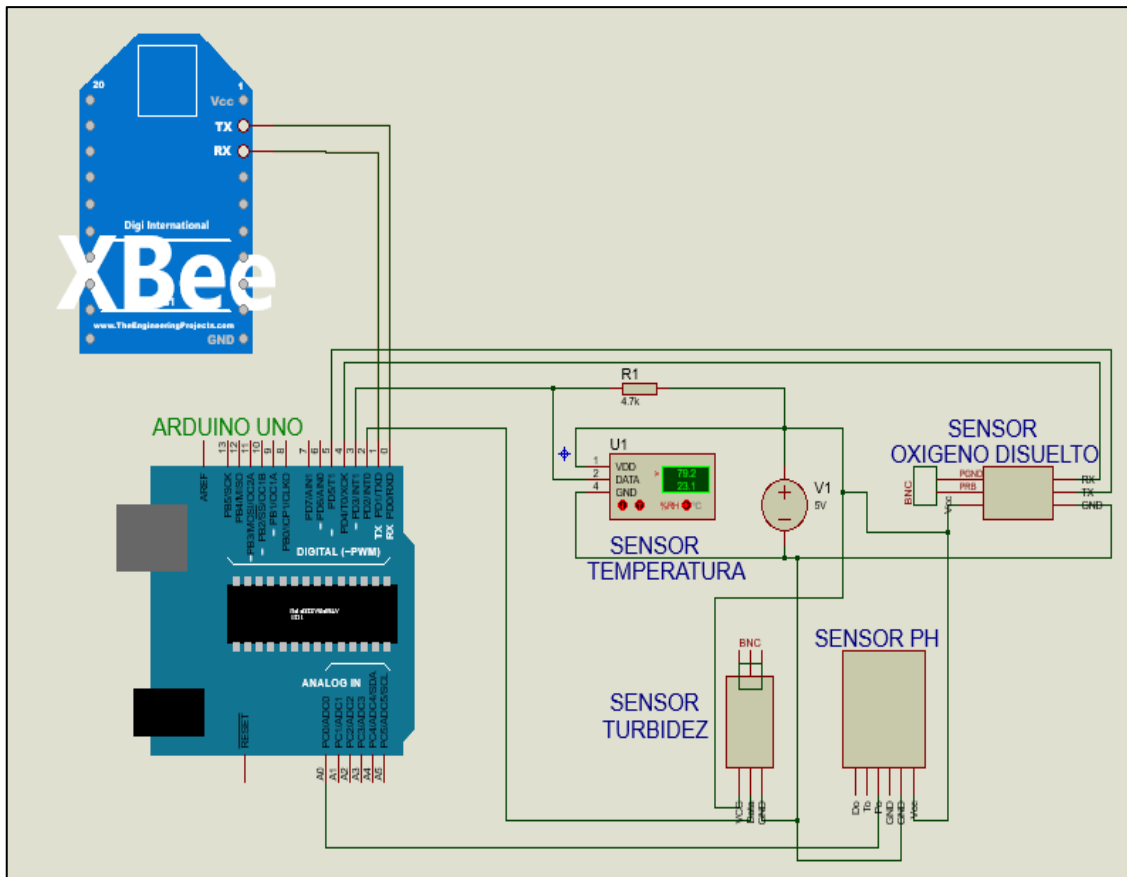 20
1
Vcc
TX
RX
Digi International
XBee
www.TheEngineeringProjects.com
GND
ARDUINO UNO
AREF
13
12
11
10
9
8
7
6
5
4
3
2
1
0
PB5/SCK
PB4/MISO
~PB3/MOSI/OC2A
~PB2/SS/OC1B
~PB1/OC1A
PB0/ICP1/CLKO
PD7/AIN1
~PD6/AIN0
~PD5/T1
PD4/T0/XCK
~PD3/INT1
PD2/INT0
PD1/TXD
PD0/RXD
TX
RX
DIGITAL (~PWM)
ANALOG IN
RESET
PC0/ADC0
PC1/ADC1
PC2/ADC2
PC3/ADC3
PC4/ADC4/SDA
PC5/ADC5/SCL
A0
A1
A2
A3
A4
A5
R1
4.7k
U1
1
2
4
VDD
DATA
GND
>
79.2
23.1
%RH
°C
SENSOR
TEMPERATURA
V1
5V
SENSOR
OXIGENO DISUELTO
BNC
PGND
PRB
Vcc
RX
TX
GND
BNC
SENSOR
TURBIDEZ
VCC
Data
GND
SENSOR PH
Do
To
Po
GND
GND
Vcc